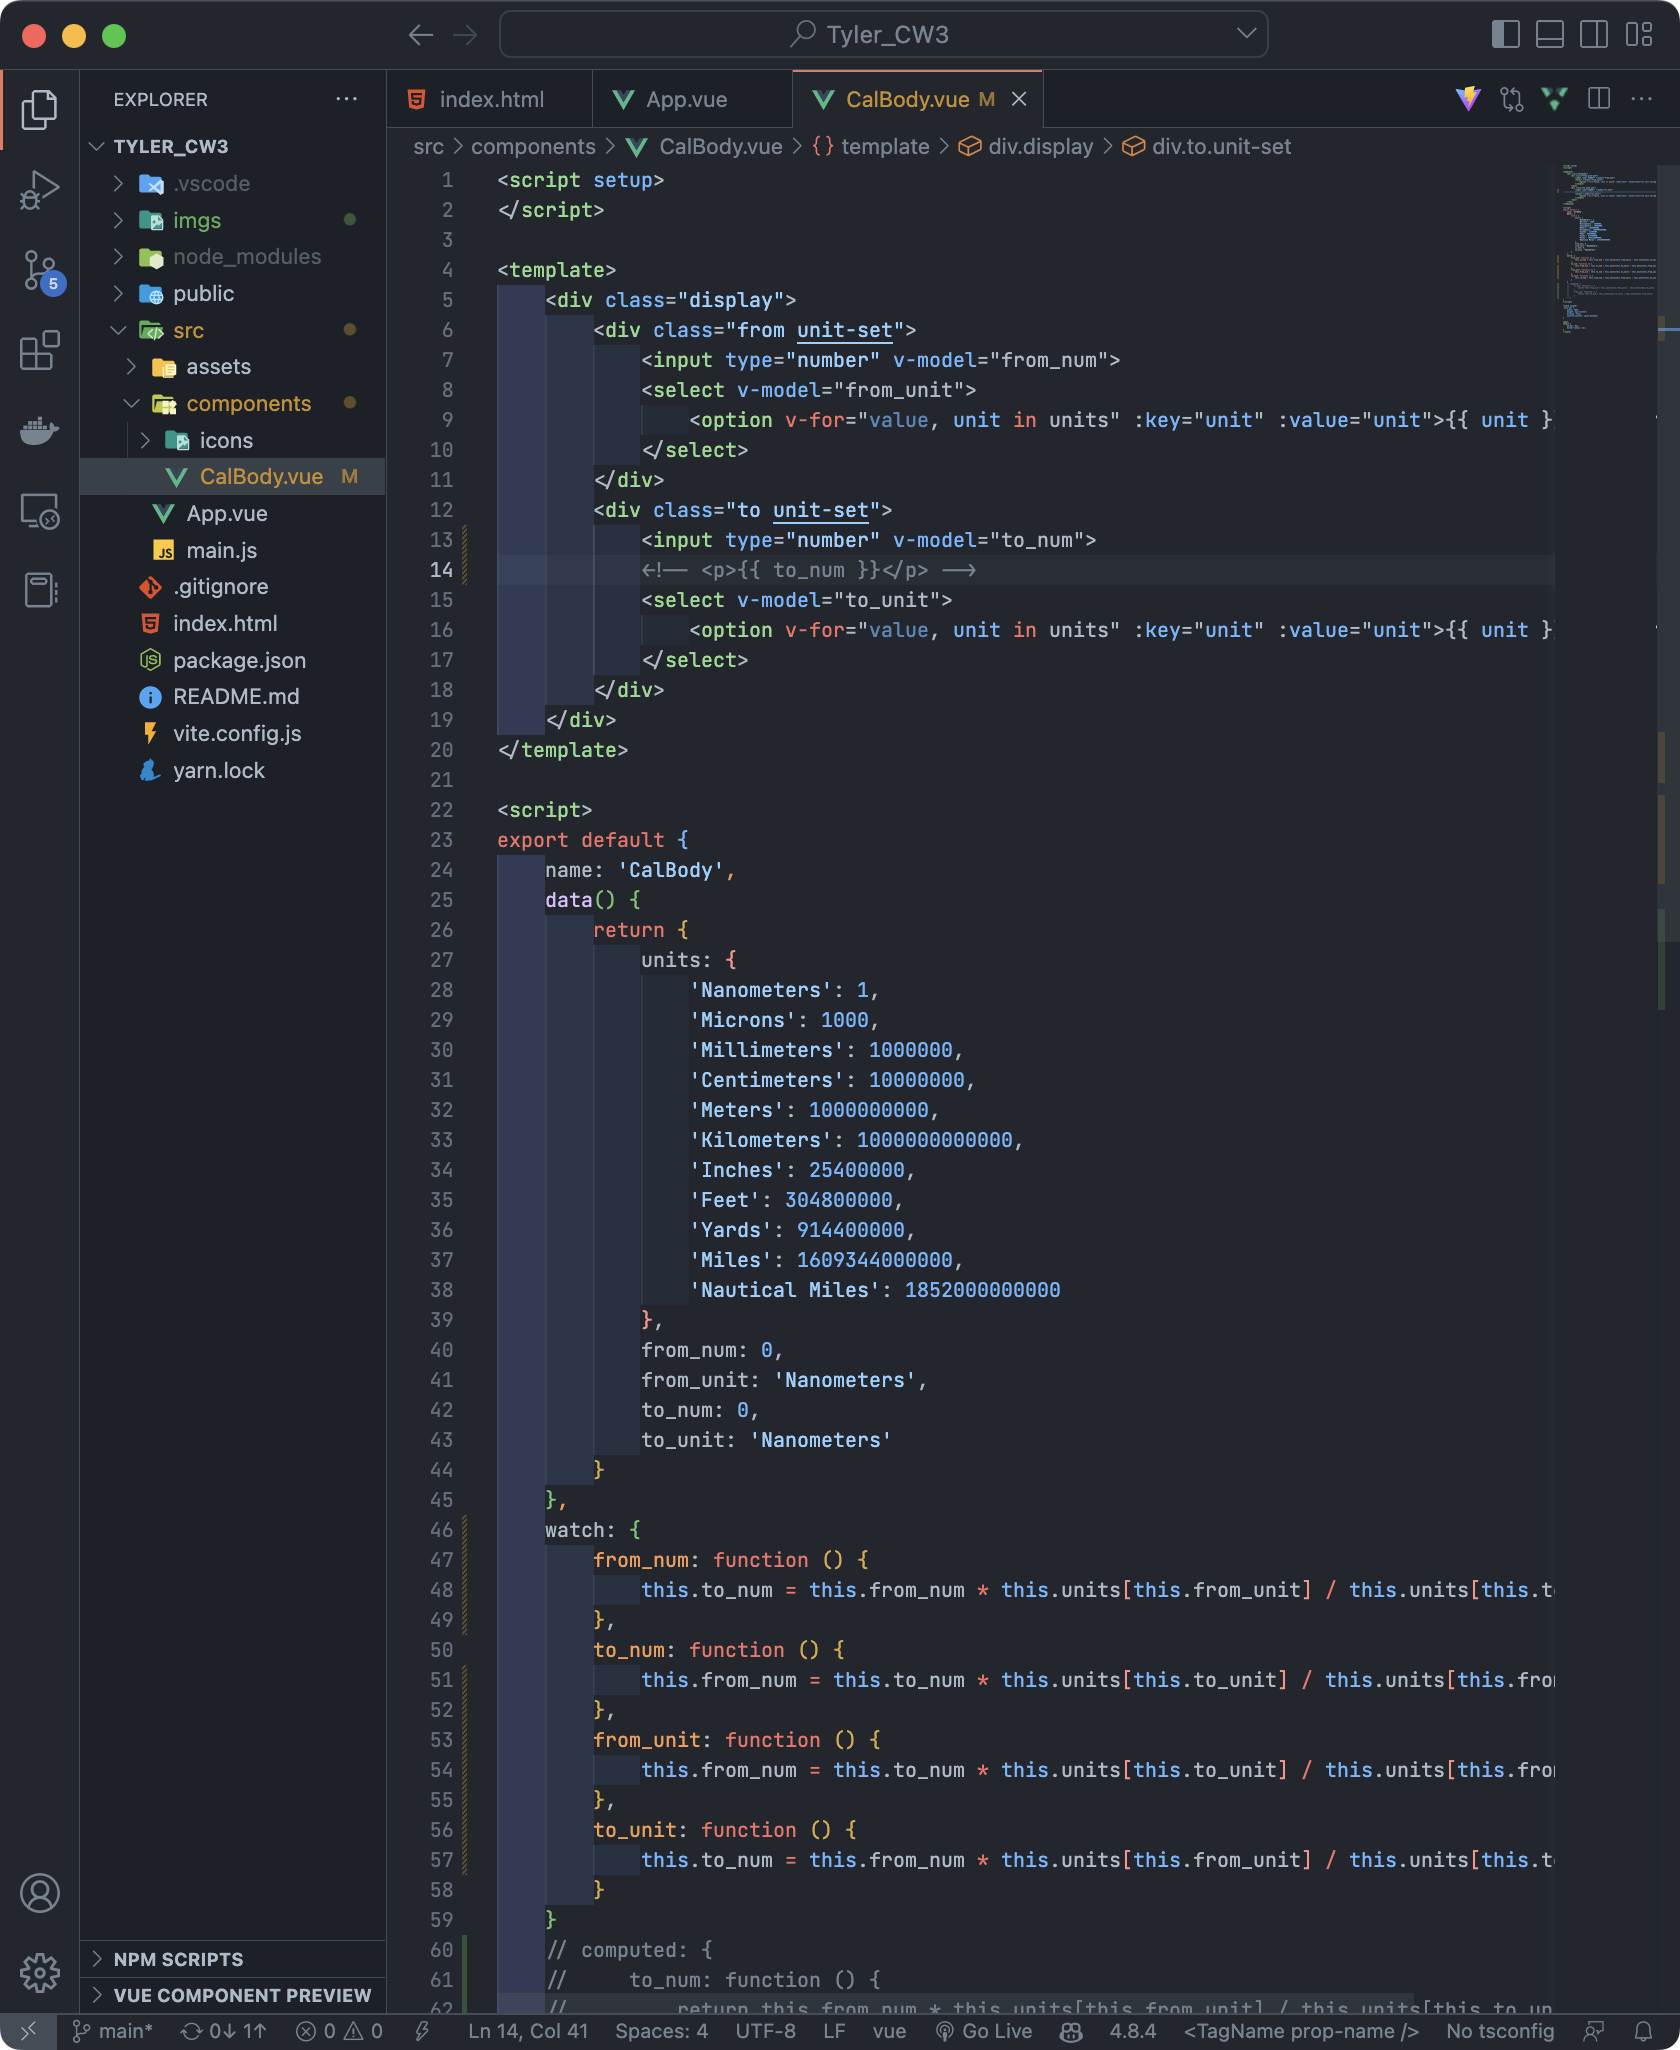 Tyler_CW3
EXPLORER
TYLER_CW3
.vscode
imgs
node_modules
public
src
assets
components
icons
CalBody.vue M
App.vue
main.js
.gitignore
index.html
package.json
README.md
vite.config.js
yarn.lock
NPM SCRIPTS
VUE COMPONENT PREVIEW
5
index.html
App.vue
CalBody.vue M
src > components > CalBody.vue > {} template > div.display > div.to.unit-set
1 <script setup>
2 </script>
3
4 <template>
5 <div class="display">
6 <div class="from unit-set">
7 <input type="number" v-model="from_num">
8 <select v-model="from_unit">
9 <option v-for="value, unit in units" :key="unit" :value="unit">{{ unit }
10 </select>
11 </div>
12 <div class="to unit-set">
13 <input type="number" v-model="to_num">
14 <!-- <p>{{ to_num }}</p> -->
15 <select v-model="to_unit">
16 <option v-for="value, unit in units" :key="unit" :value="unit">{{ unit }
17 </select>
18 </div>
19 </div>
20 </template>
21
22 <script>
23 export default {
24 name: 'CalBody',
25 data() {
26 return {
27 units: {
28 'Nanometers': 1,
29 'Microns': 1000,
30 'Millimeters': 1000000,
31 'Centimeters': 10000000,
32 'Meters': 1000000000,
33 'Kilometers': 1000000000000,
34 'Inches': 25400000,
35 'Feet': 304800000,
36 'Yards': 914400000,
37 'Miles': 1609344000000,
38 'Nautical Miles': 1852000000000
39 },
40 from_num: 0,
41 from_unit: 'Nanometers',
42 to_num: 0,
43 to_unit: 'Nanometers'
44 }
45 },
46 watch: {
47 from_num: function () {
48 this.to_num = this.from_num * this.units[this.from_unit] / this.units[this.t
49 },
50 to_num: function () {
51 this.from_num = this.to_num * this.units[this.to_unit] / this.units[this.fro
52 },
53 from_unit: function () {
54 this.from_num = this.to_num * this.units[this.to_unit] / this.units[this.fro
55 },
56 to_unit: function () {
57 this.to_num = this.from_num * this.units[this.from_unit] / this.units[this.t
58 }
59 }
60 // computed: {
61 // to_num: function () {
62 // return this.from_num * this.units[this.from_unit] / this.units[this.to_un
main* 0↓ 1↑ 0 0 Ln 14, Col 41 Spaces: 4 UTF-8 LF vue Go Live 4.8.4 <TagName prop-name /> No tsconfig